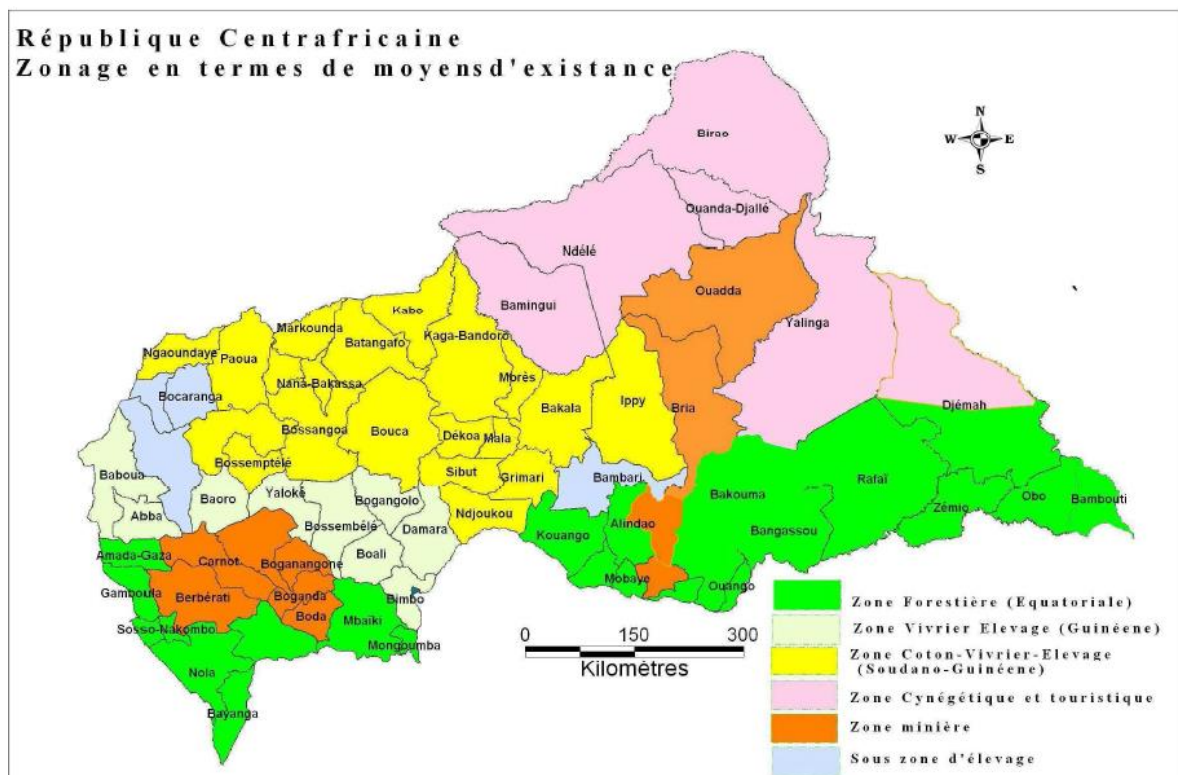 République Centrafricaine
Zonage en termes de moyensd'existance
N
W E
S
Birao
Ouanda-Djallé
Ndélé
Ouadda
Bamingui
Yalinga
Kabo
Markounda
Kaga-Bandoro
Batangafo
Ngaoundaye
Paoua
Nana-Bakassa
Mbrès
Bocaranga
Bakala
Ippy
Bria
Djémah
Bossangoa
Bouca
Dékoa
Mala
Bossemptélé
Sibut
Grimari
Bambari
Baboua
Baoro
Yaloké
Bogangolo
Bakouma
Rafaï
Obo
Bambouti
Abba
Bossembélé
Damara
Ndjoukou
Alindao
Zémio
Bangassou
Kouango
Amada-Gaza
Carnot
Boali
Boganangone
Gamboula
Berbérati
Boganda
Bimbo
Mobaye
Ouango
Boda
Mbaïki
Sosso-Nakombo
Mongoumba
Nola
Bayanga
0 150 300
Kilométres
Zone Forestière (Equatoriale)
Zone Vivrier Elevage (Guinéene)
Zone Coton-Vivrier-Elevage
(Soudano-Guinéene)
Zone Cynégétique et touristique
Zone minière
Sous zone d'élevage